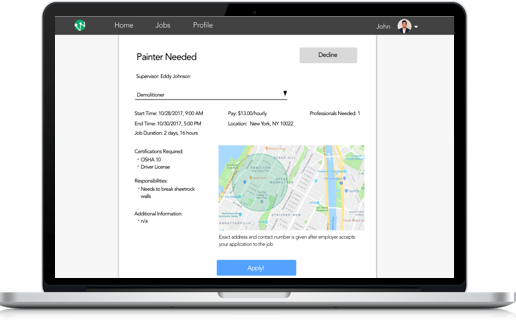 Home Jobs Profile John
Painter Needed
Decline
Supervisor: Eddy Johnson
Demolitioner
Start Time: 10/28/2017, 9:00 AM Pay: $13.00/hourly Professionals Needed: 1
End Time: 10/30/2017, 5:00 PM Location: New York, NY 10022
Job Duration: 2 days, 16 hours
Certifications Required:
* OSHA 10
* Driver License
Responsibilities:
* Needs to break sheetrock
walls
Additional Information:
* n/a
Exact address and contact number is given after employer accepts
your application to the job
Apply!